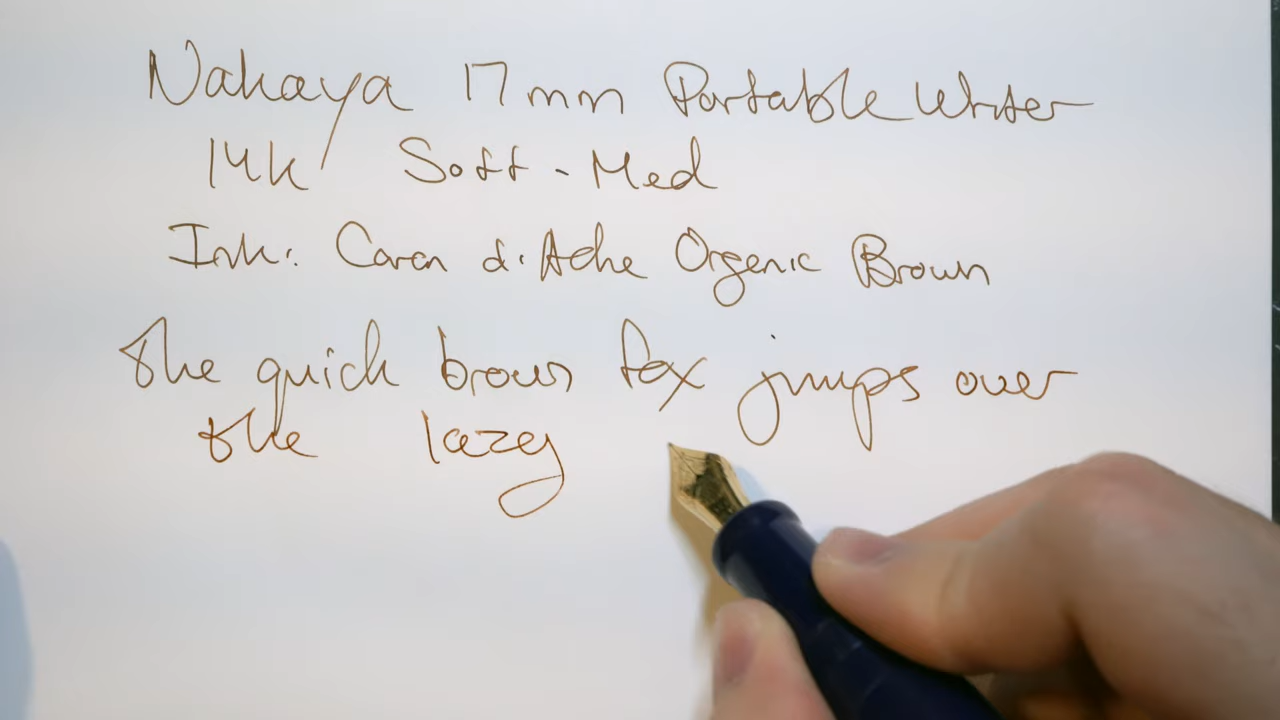 Nakaya 17mm Portable Writer
14k Soft-Med
Ink: Caran d'Ache Organic Brown
The quick brown fox jumps over
the lazy